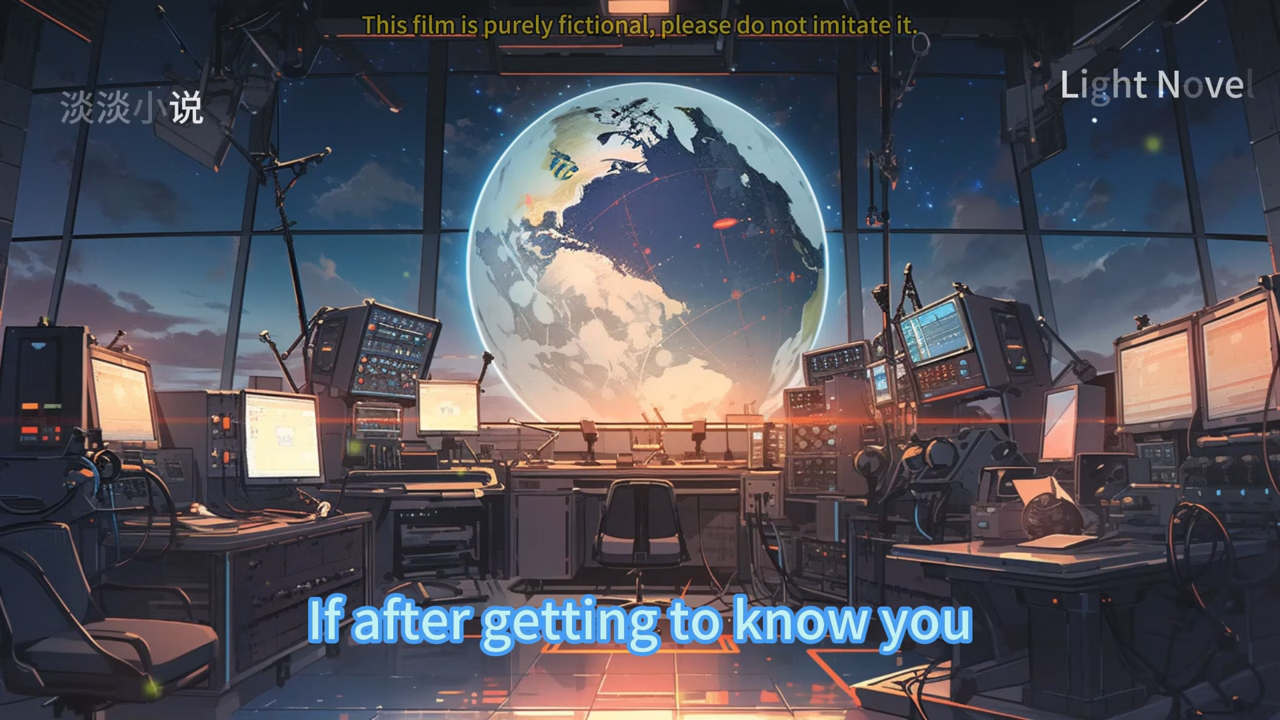 This film is purely fictional, please do not imitate it.
淡淡小说
Light Novel
If after getting to know you